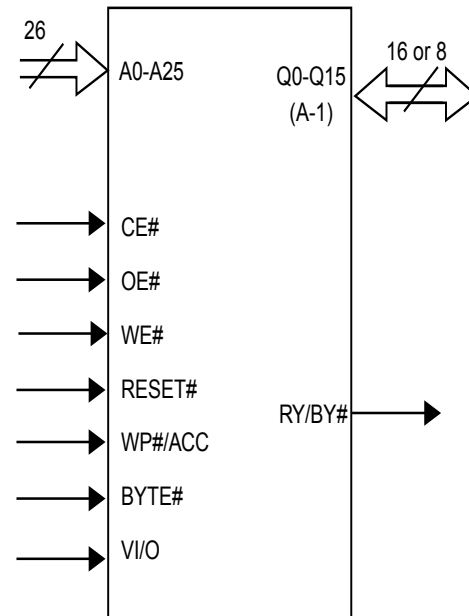 26
A0-A25
16 or 8
Q0-Q15
(A-1)
CE#
OE#
WE#
RESET#
RY/BY#
WP#/ACC
BYTE#
VI/O